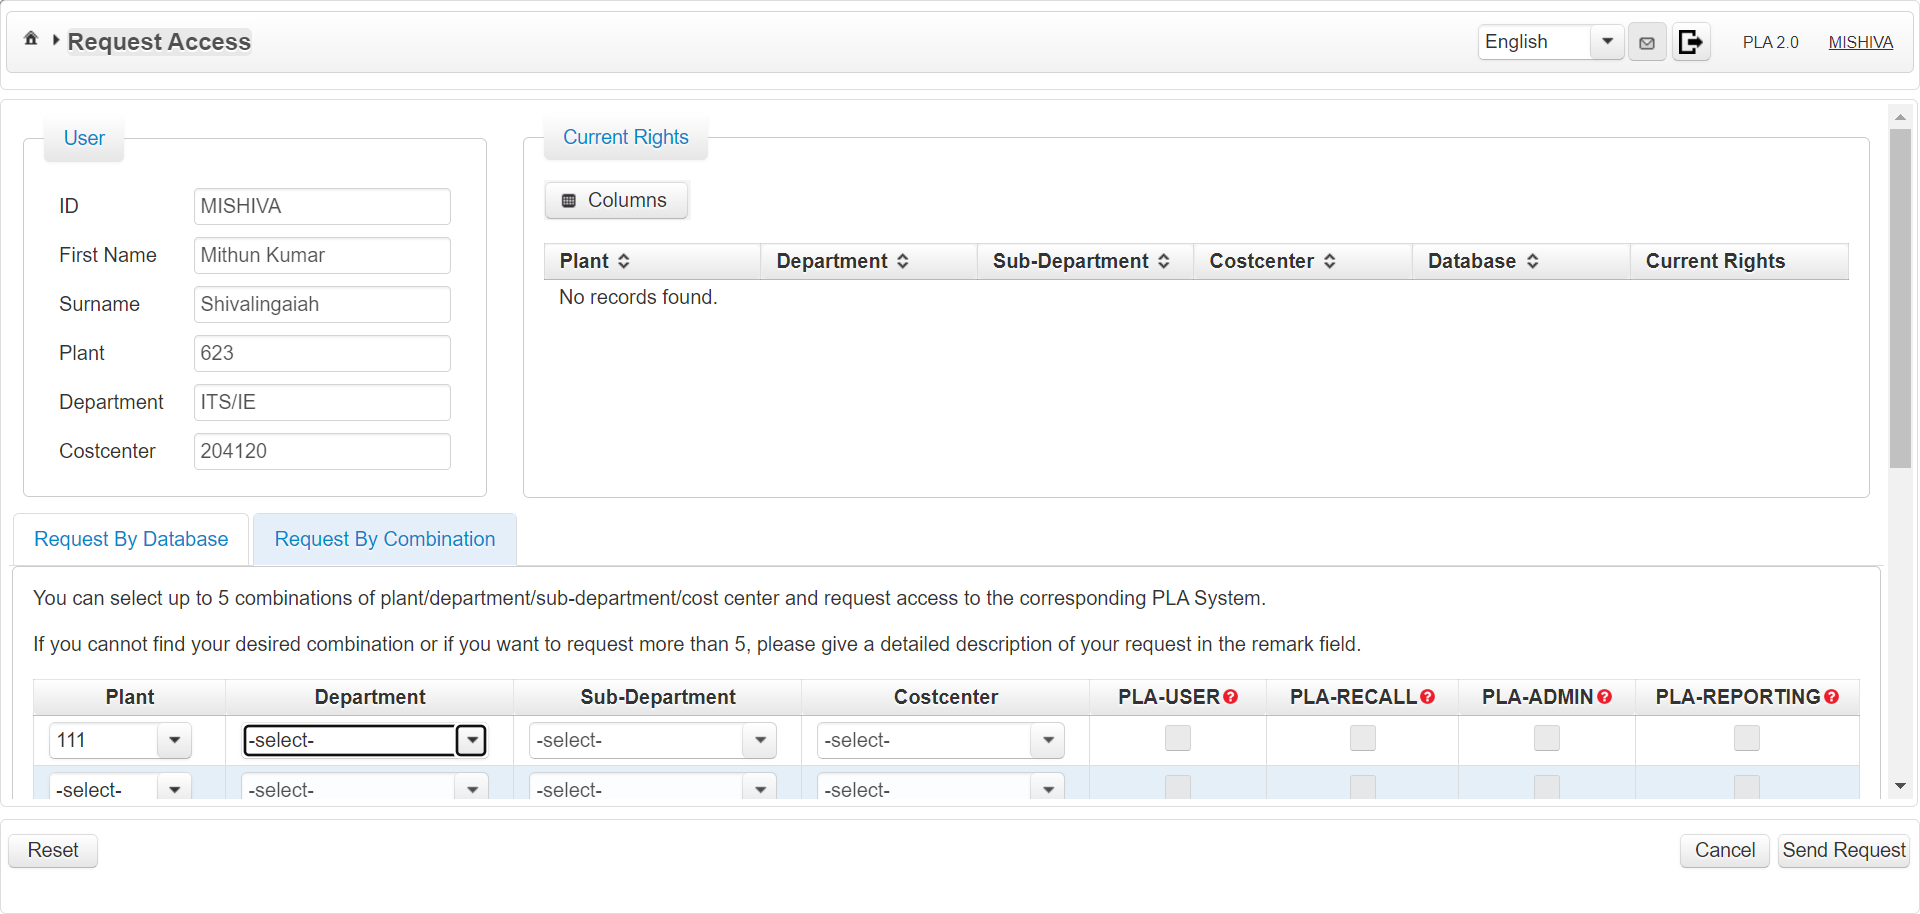 Request Access
English
PLA 2.0
MISHIVA
User
ID
MISHIVA
First Name
Mithun Kumar
Surname
Shivalingaiah
Plant
623
Department
ITS/IE
Costcenter
204120
Current Rights
Columns
Plant Department Sub-Department Costcenter Database Current Rights
No records found.
Request By Database
Request By Combination
You can select up to 5 combinations of plant/department/sub-department/cost center and request access to the corresponding PLA System.
If you cannot find your desired combination or if you want to request more than 5, please give a detailed description of your request in the remark field.
Plant Department Sub-Department Costcenter PLA-USER? PLA-RECALL? PLA-ADMIN? PLA-REPORTING?
111 -select- -select- -select-
-select- -select- -select- -select-
Reset
Cancel
Send Request